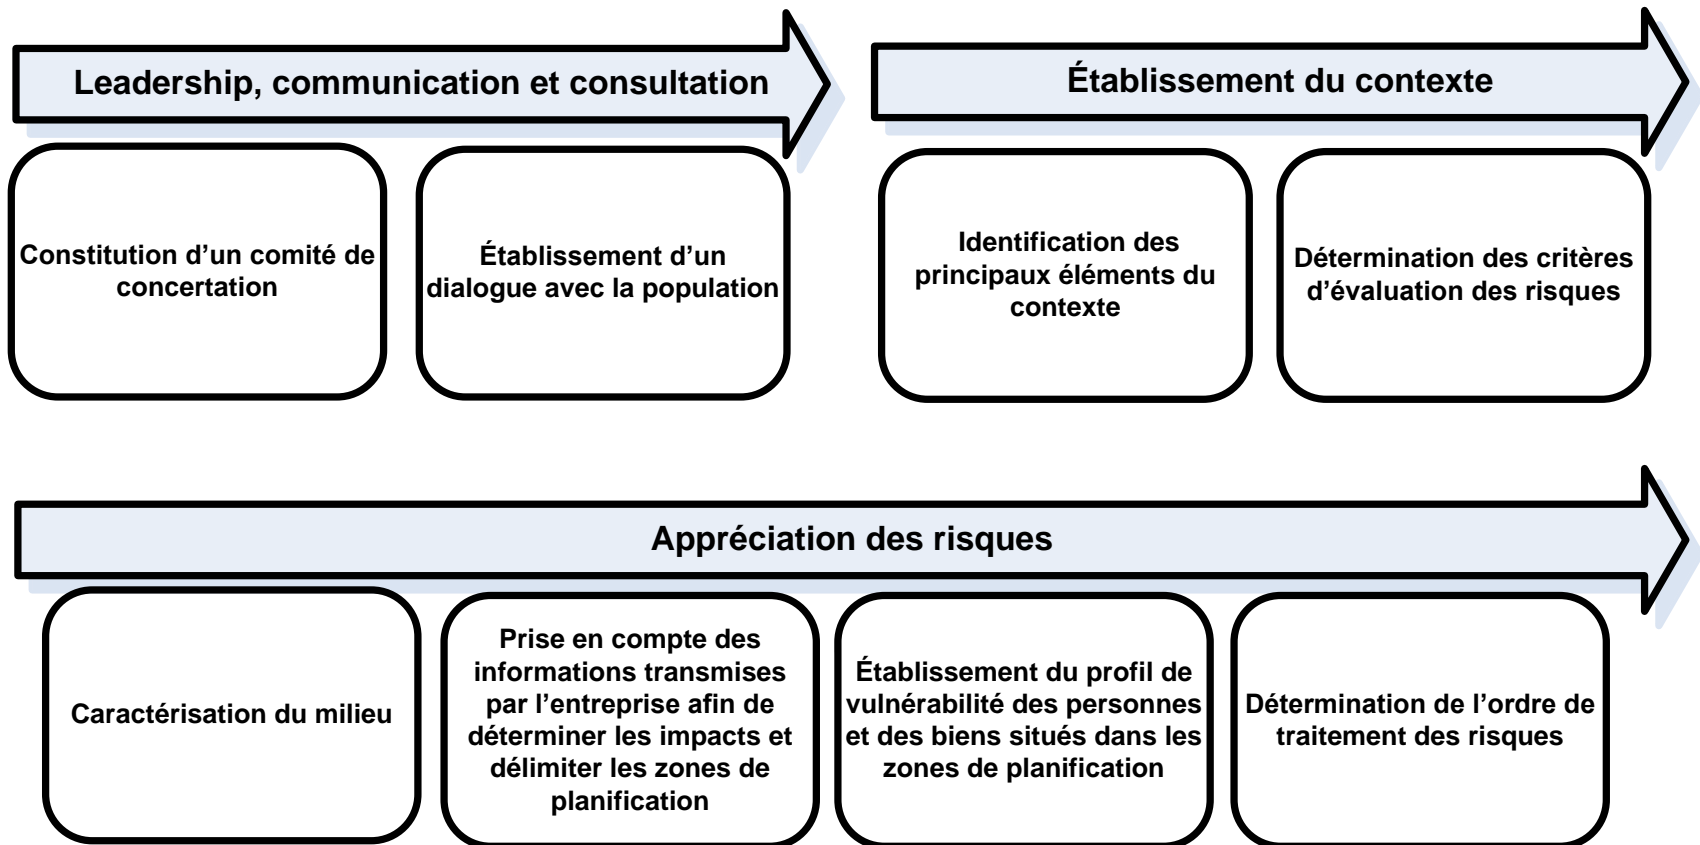 Leadership, communication et consultation
Établissement du contexte
Constitution d’un comité de
concertation
Établissement d’un
dialogue avec la population
Identification des
principaux éléments du
contexte
Détermination des critères
d’évaluation des risques
Appréciation des risques
Caractérisation du milieu
Prise en compte des
informations transmises
par l’entreprise afin de
déterminer les impacts et
délimiter les zones de
planification
Établissement du profil de
vulnérabilité des personnes
et des biens situés dans les
zones de planification
Détermination de l’ordre de
traitement des risques